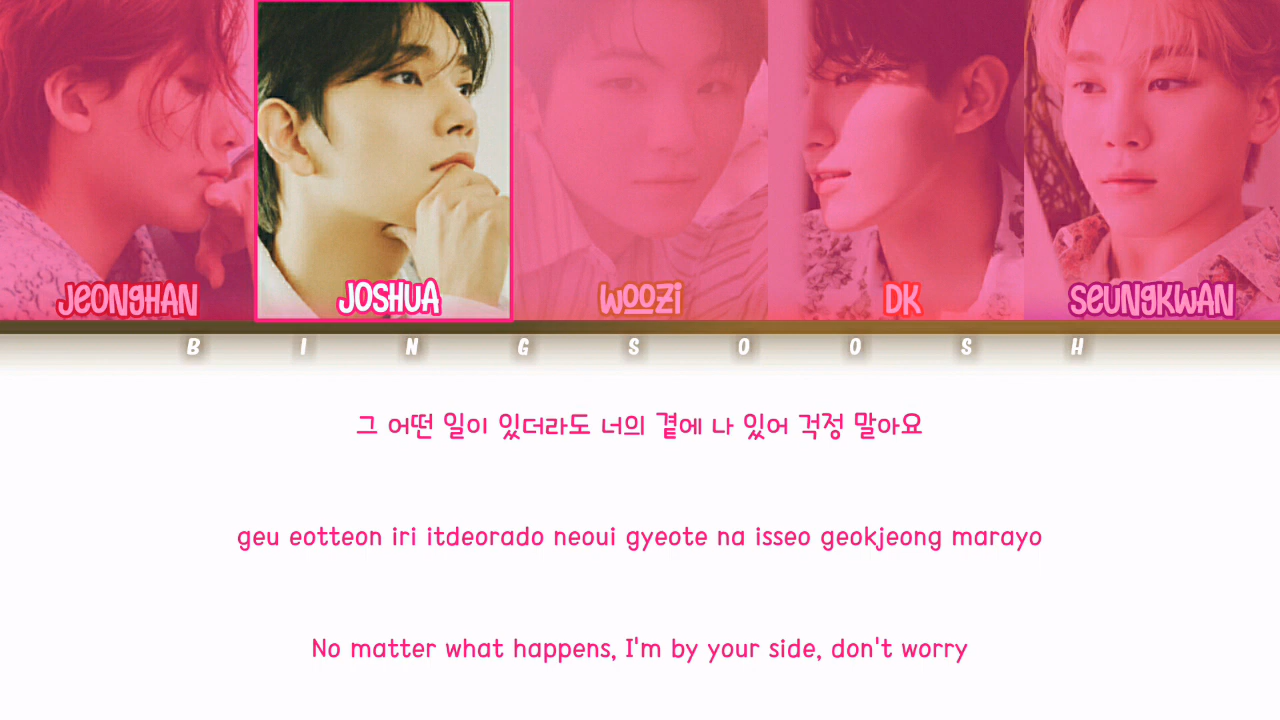 JEONGHAN JOSHUA WOOZI DK SEUNGKWAN
BINGSOOSH
그 어떤 일이 있더라도 너의 곁에 나 있어 걱정 말아요
geu eotteon iri itdeorado neoui gyeote na isseo geokjeong marayo
No matter what happens, I'm by your side, don't worry